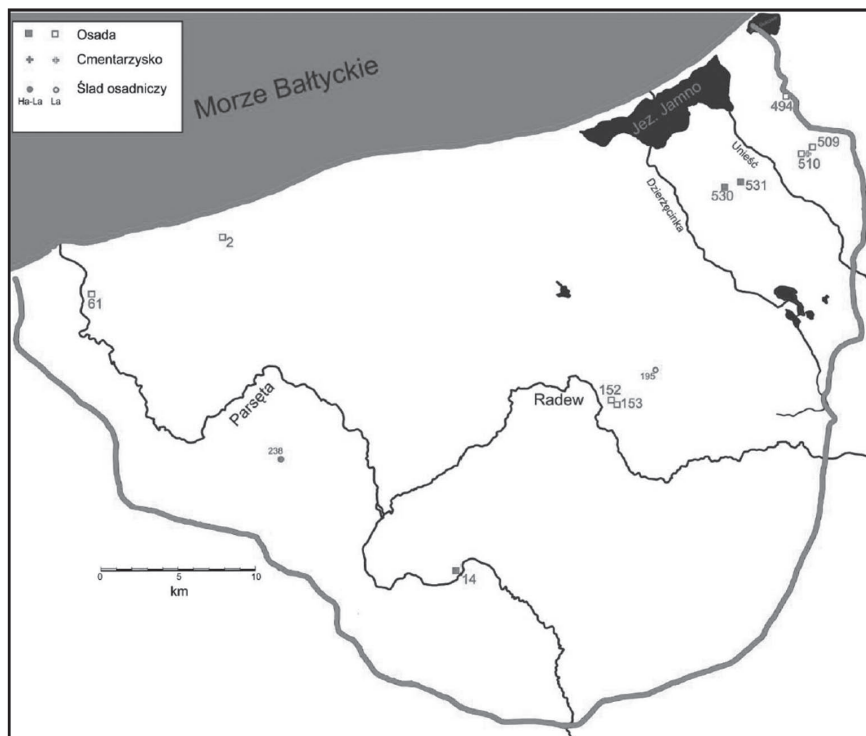 Osada
Cmentarzysko
Ślad osadniczy
Ha-La La
Morze Bałtyckie
Jez. Jamno
494
Unieść
509
510
Dzierżęcinka
530
531
2
61
195
152
153
Radew
Parsęta
238
14
0 5 10
km